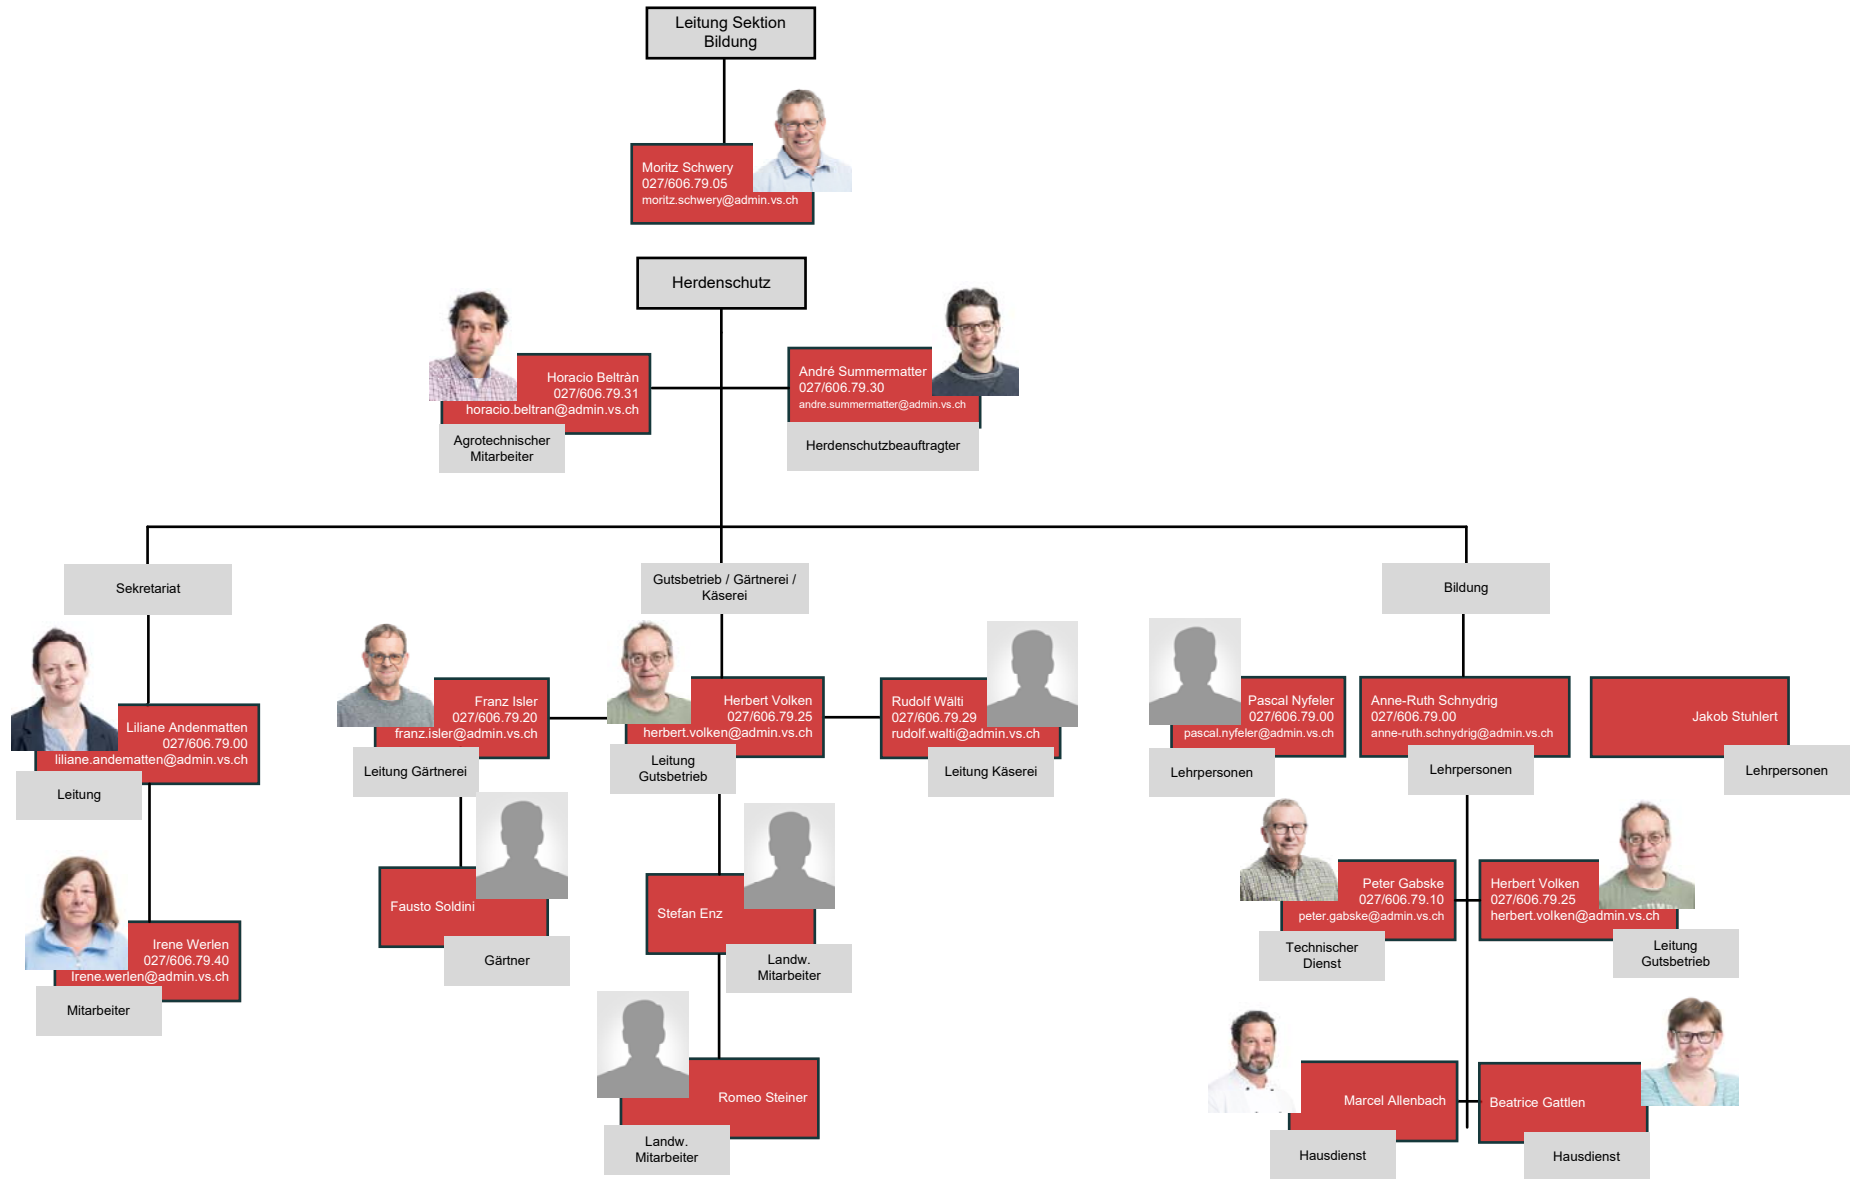 Leitung Sektion
Bildung
Moritz Schwery
027/606.79.05
moritz.schwery@admin.vs.ch
Herdenschutz
Horacio Beltràn
027/606.79.31
horacio.beltran@admin.vs.ch
Agrotechnischer
Mitarbeiter
André Summermatter
027/606.79.30
andre.summermatter@admin.vs.ch
Herdenschutzbeauftragter
Sekretariat
Liliane Andenmatten
027/606.79.00
liliane.andematten@admin.vs.ch
Leitung
Irene Werlen
027/606.79.40
Irene.werlen@admin.vs.ch
Mitarbeiter
Gutsbetrieb / Gärtnerei /
Käserei
Franz Isler
027/606.79.20
franz.isler@admin.vs.ch
Leitung Gärtnerei
Fausto Soldini
Gärtner
Herbert Volken
027/606.79.25
herbert.volken@admin.vs.ch
Leitung
Gutsbetrieb
Stefan Enz
Landw.
Mitarbeiter
Romeo Steiner
Landw.
Mitarbeiter
Rudolf Wälti
027/606.79.29
rudolf.walti@admin.vs.ch
Leitung Käserei
Bildung
Pascal Nyfeler
027/606.79.00
pascal.nyfeler@admin.vs.ch
Lehrpersonen
Anne-Ruth Schnydrig
027/606.79.00
anne-ruth.schnydrig@admin.vs.ch
Lehrpersonen
Jakob Stuhlert
Lehrpersonen
Peter Gabske
027/606.79.10
peter.gabske@admin.vs.ch
Technischer
Dienst
Herbert Volken
027/606.79.25
herbert.volken@admin.vs.ch
Leitung
Gutsbetrieb
Marcel Allenbach
Hausdienst
Beatrice Gattlen
Hausdienst